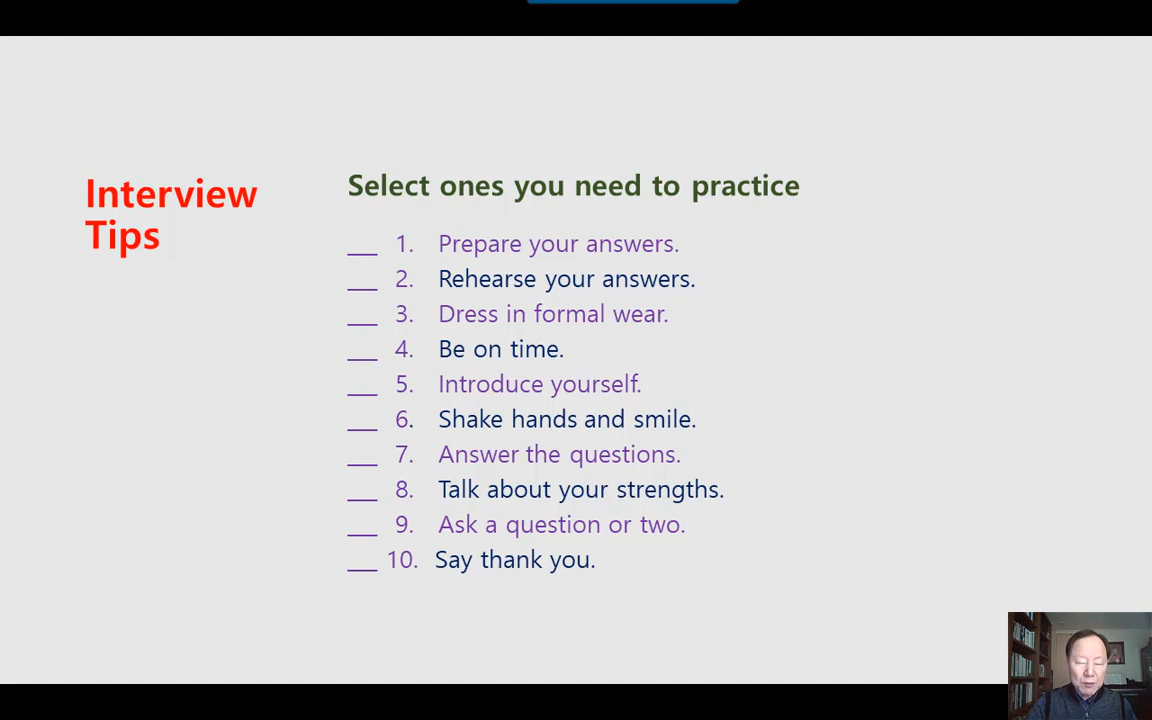 Interview
Tips
Select ones you need to practice
___ 1. Prepare your answers.
___ 2. Rehearse your answers.
___ 3. Dress in formal wear.
___ 4. Be on time.
___ 5. Introduce yourself.
___ 6. Shake hands and smile.
___ 7. Answer the questions.
___ 8. Talk about your strengths.
___ 9. Ask a question or two.
___ 10. Say thank you.